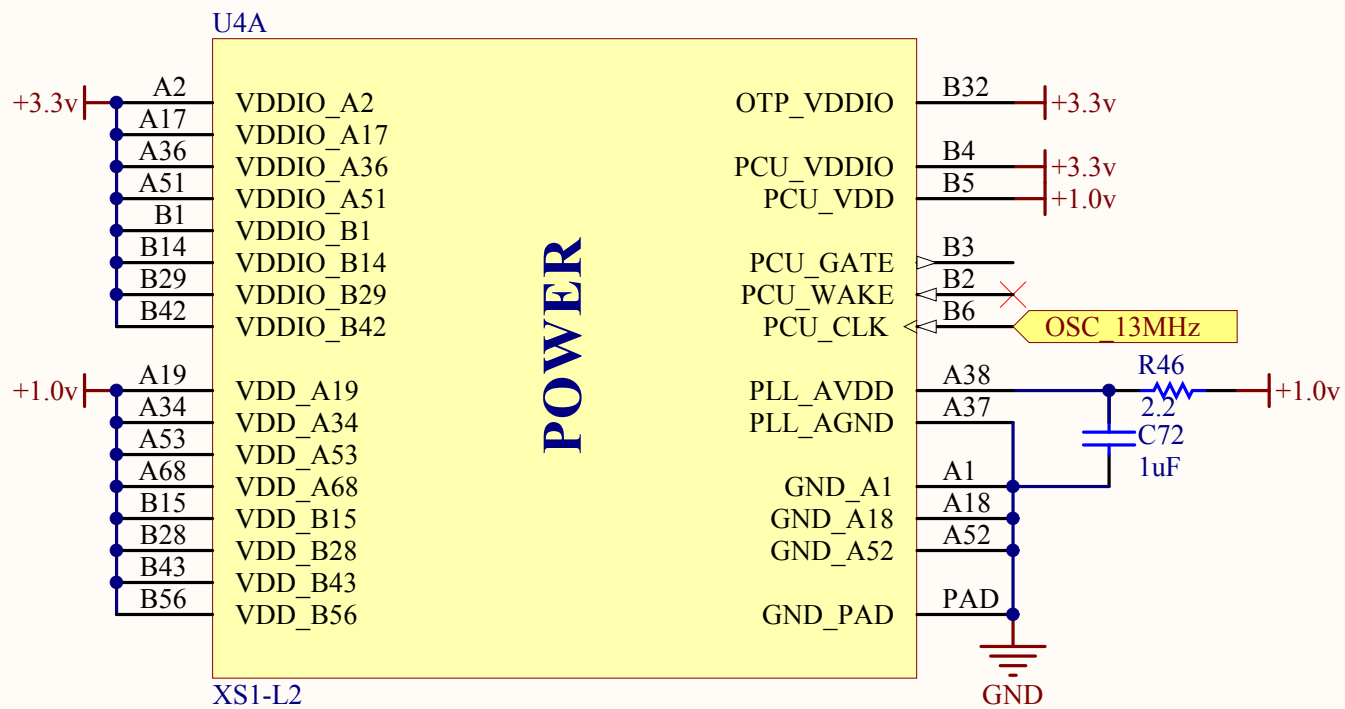 U4A
A2 VDDIO_A2 OTP_VDDIO B32
+3.3v +3.3v
A17 VDDIO_A17
A36 VDDIO_A36 PCU_VDDIO B4 +3.3v
A51 VDDIO_A51 PCU_VDD B5 +1.0v
B1 VDDIO_B1
B14 VDDIO_B14 PCU_GATE B3
B29 VDDIO_B29 PCU_WAKE B2
B42 VDDIO_B42 PCU_CLK B6 OSC_13MHz
POWER
+1.0v A19 VDD_A19 PLL_AVDD A38 R46 2.2 +1.0v
A34 VDD_A34 PLL_AGND A37
A53 VDD_A53 C72
A68 VDD_A68 GND_A1 A1 1uF
B15 VDD_B15 GND_A18 A18
B28 VDD_B28 GND_A52 A52
B43 VDD_B43
B56 VDD_B56 GND_PAD PAD
XS1-L2 GND